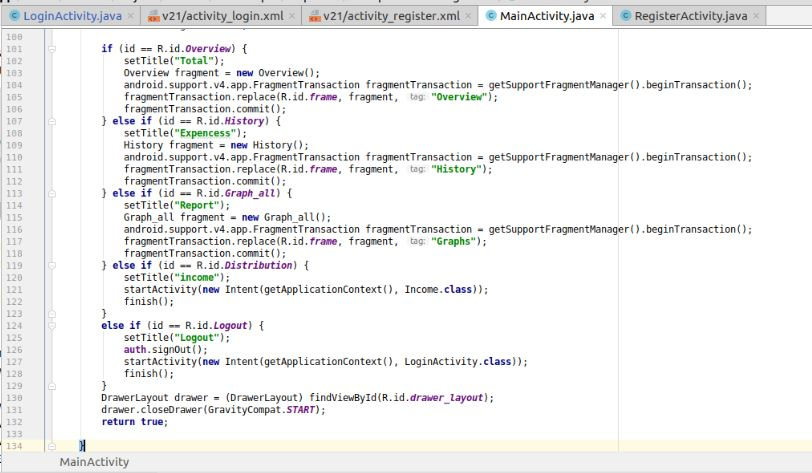 LoginActivity.java × v21/activity_login.xml × v21/activity_register.xml × MainActivity.java × RegisterActivity.java ×
100
101 if (id == R.id.Overview) {
102 setTitle("Total");
103 Overview fragment = new Overview();
104 android.support.v4.app.FragmentTransaction fragmentTransaction = getSupportFragmentManager().beginTransaction();
105 fragmentTransaction.replace(R.id.frame, fragment, tag: "Overview");
106 fragmentTransaction.commit();
107 } else if (id == R.id.History) {
108 setTitle("Expencess");
109 History fragment = new History();
110 android.support.v4.app.FragmentTransaction fragmentTransaction = getSupportFragmentManager().beginTransaction();
111 fragmentTransaction.replace(R.id.frame, fragment, tag: "History");
112 fragmentTransaction.commit();
113 } else if (id == R.id.Graph_all) {
114 setTitle("Report");
115 Graph_all fragment = new Graph_all();
116 android.support.v4.app.FragmentTransaction fragmentTransaction = getSupportFragmentManager().beginTransaction();
117 fragmentTransaction.replace(R.id.frame, fragment, tag: "Graphs");
118 fragmentTransaction.commit();
119 } else if (id == R.id.Distribution) {
120 setTitle("income");
121 startActivity(new Intent(getApplicationContext(), Income.class));
122 finish();
123 }
124 else if (id == R.id.Logout) {
125 setTitle("Logout");
126 auth.signOut();
127 startActivity(new Intent(getApplicationContext(), LoginActivity.class));
128 finish();
129 }
130 DrawerLayout drawer = (DrawerLayout) findViewById(R.id.drawer_layout);
131 drawer.closeDrawer(GravityCompat.START);
132 return true;
133
134 }
MainActivity